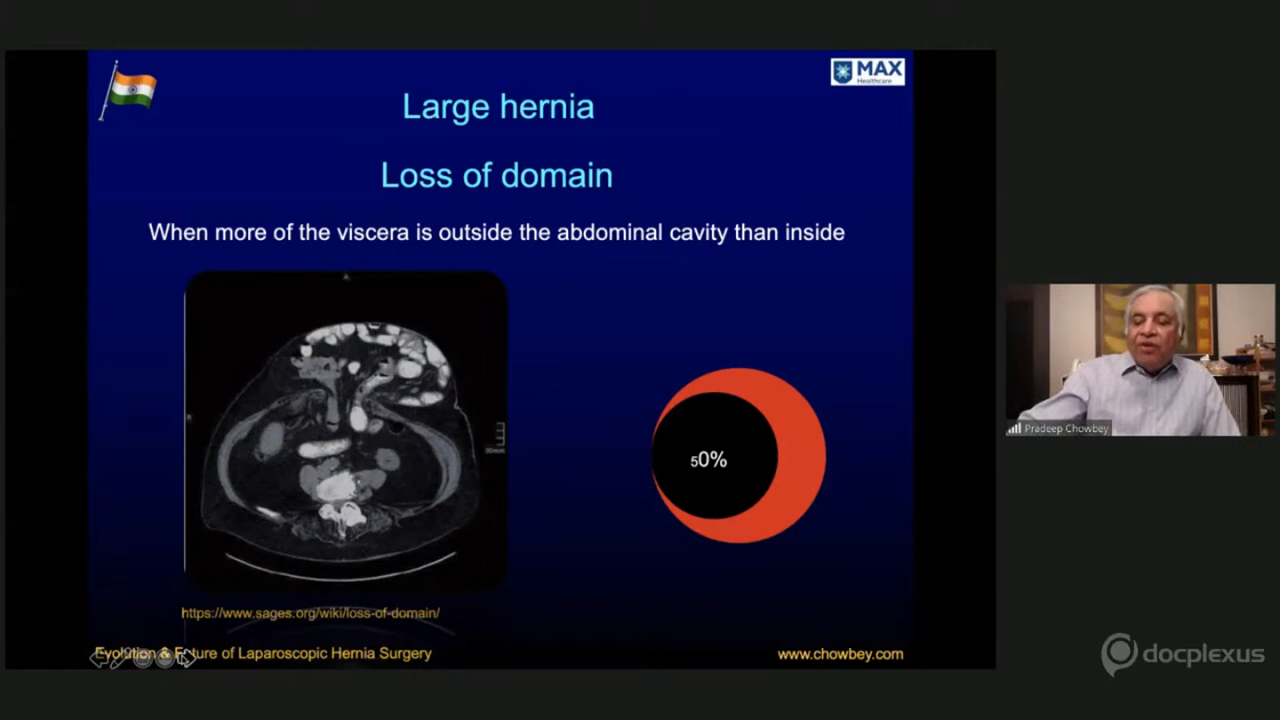 MAX
Healthcare
Large hernia
Loss of domain
When more of the viscera is outside the abdominal cavity than inside
50%
https://www.sages.org/wiki/loss-of-domain/
Evolution & Future of Laparoscopic Hernia Surgery
www.chowbey.com
Pradeep Chowbey
docplexus